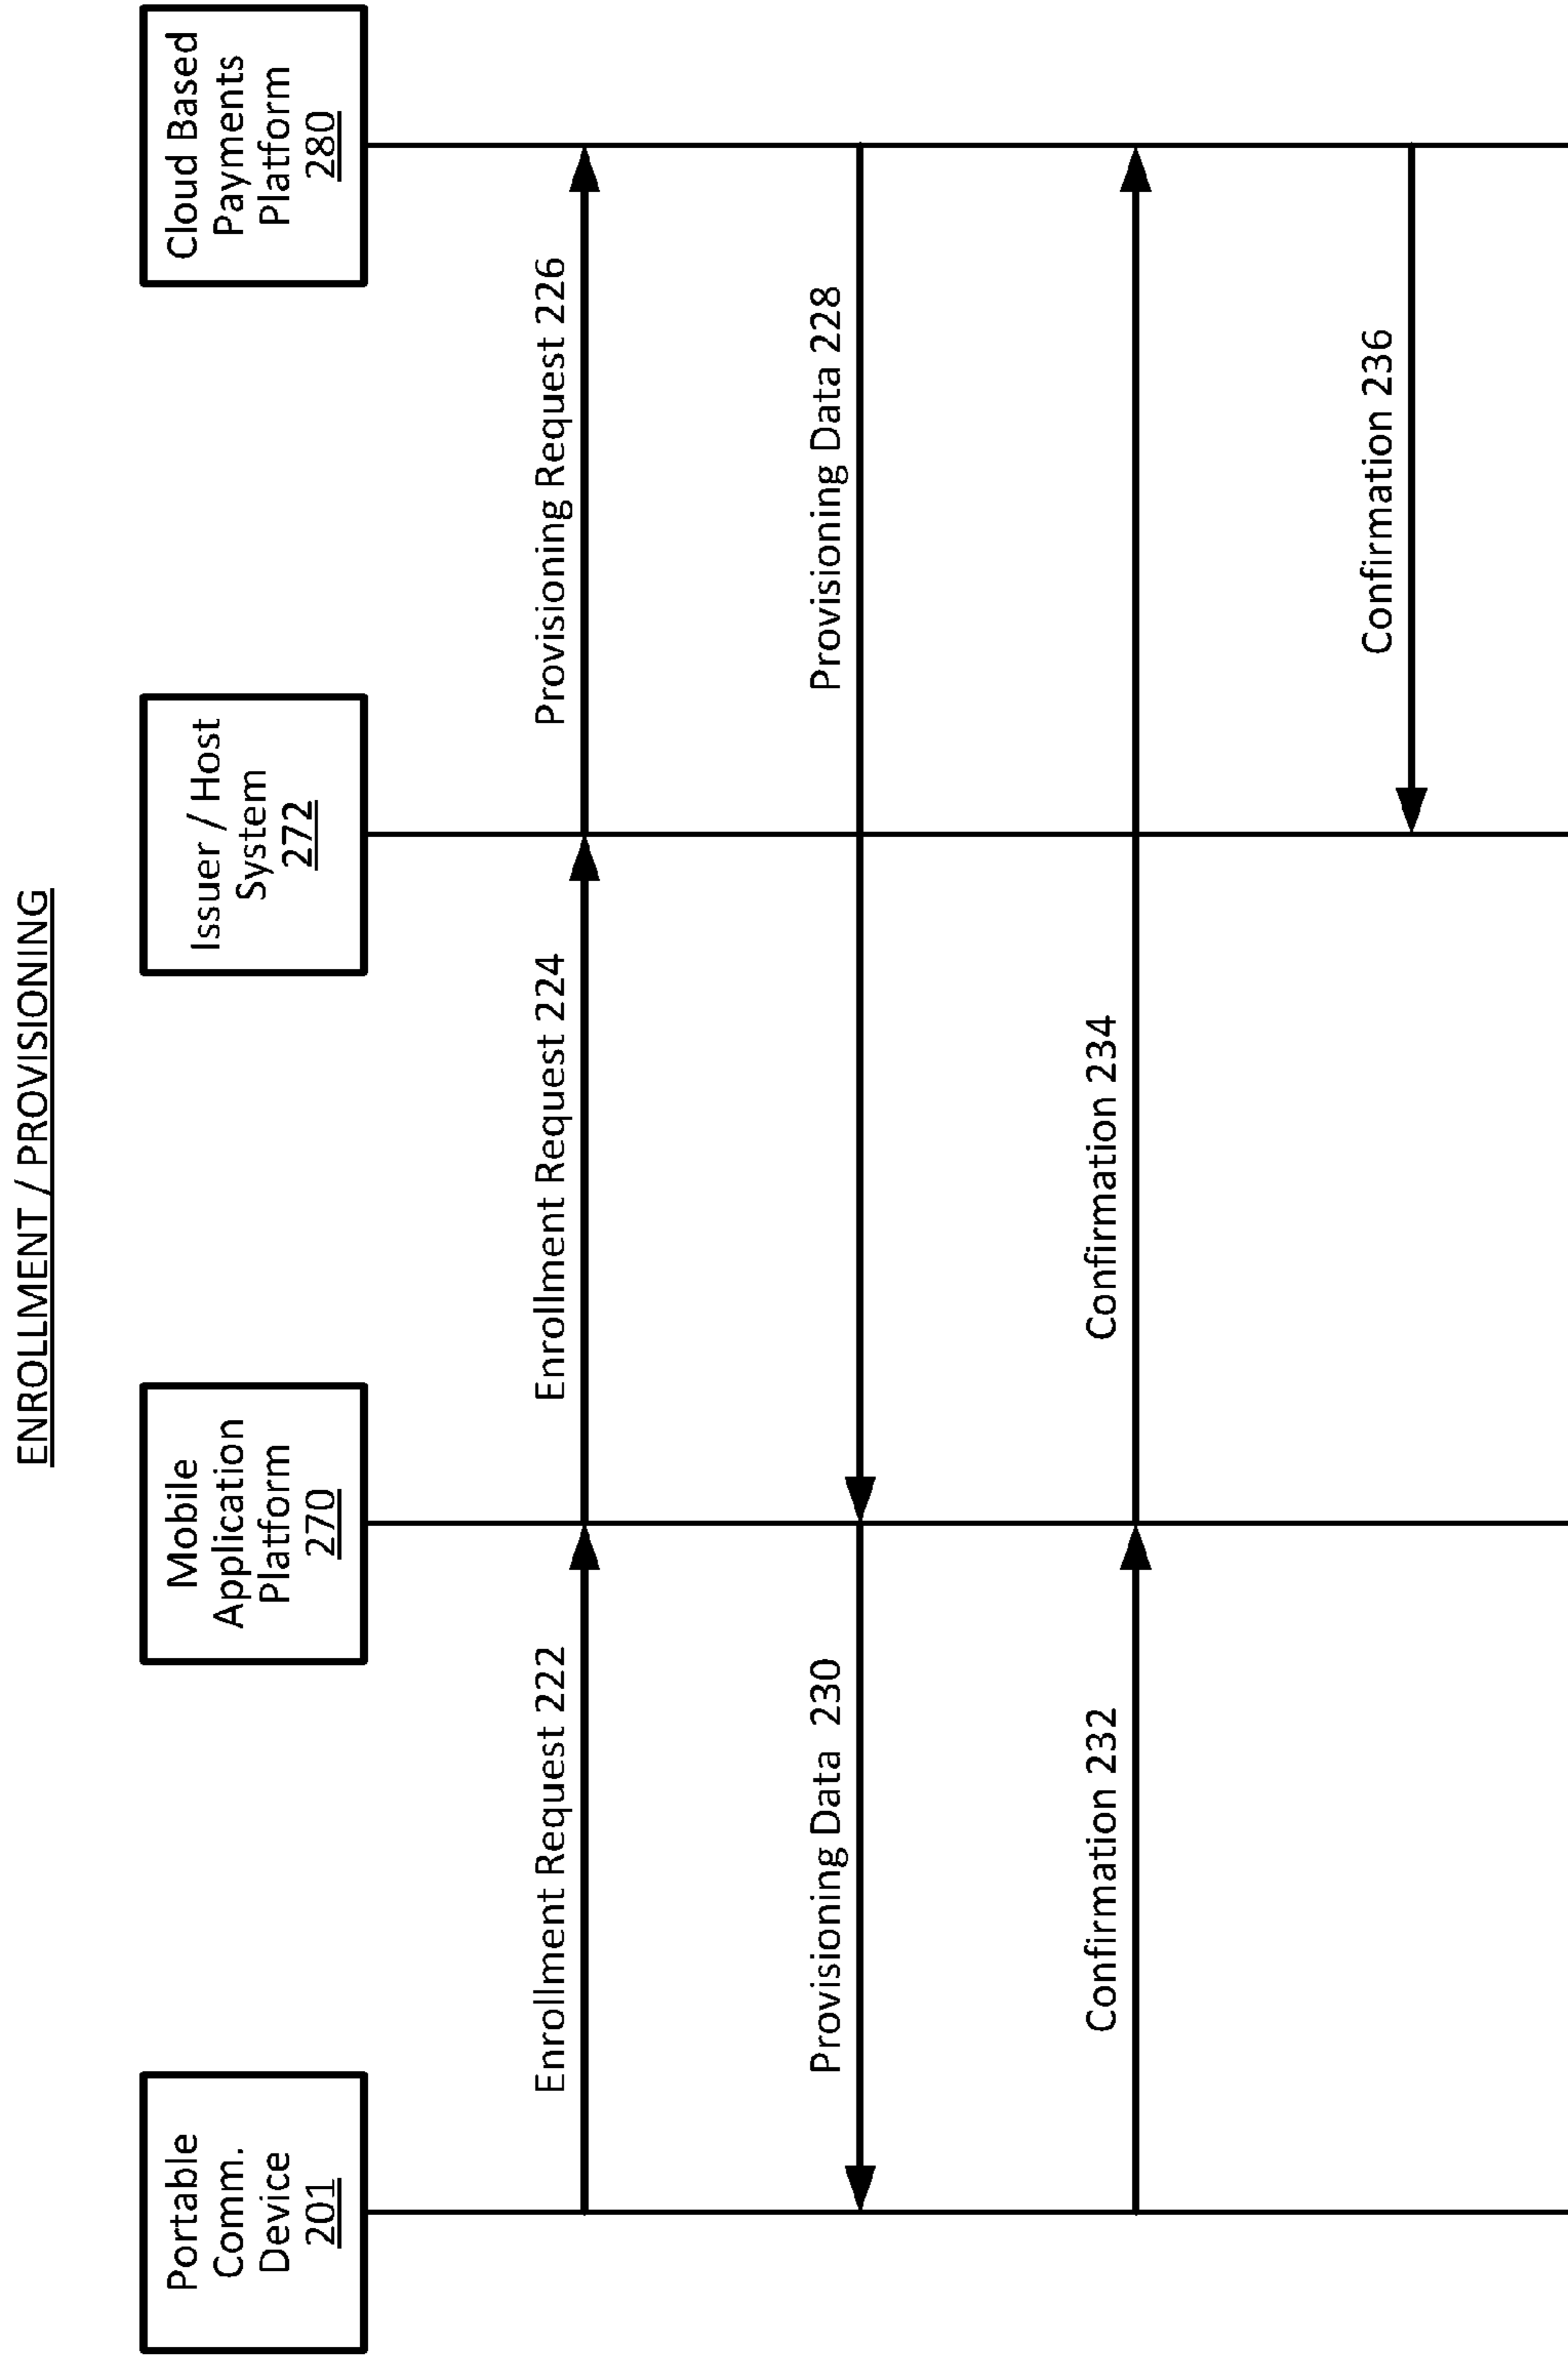 ENROLLMENT / PROVISIONING
Portable
Comm.
Device
201
Mobile
Application
Platform
270
Issuer / Host
System
272
Cloud Based
Payments
Platform
280
Enrollment Request 222
Enrollment Request 224
Provisioning Request 226
Provisioning Data 230
Provisioning Data 228
Confirmation 232
Confirmation 234
Confirmation 236